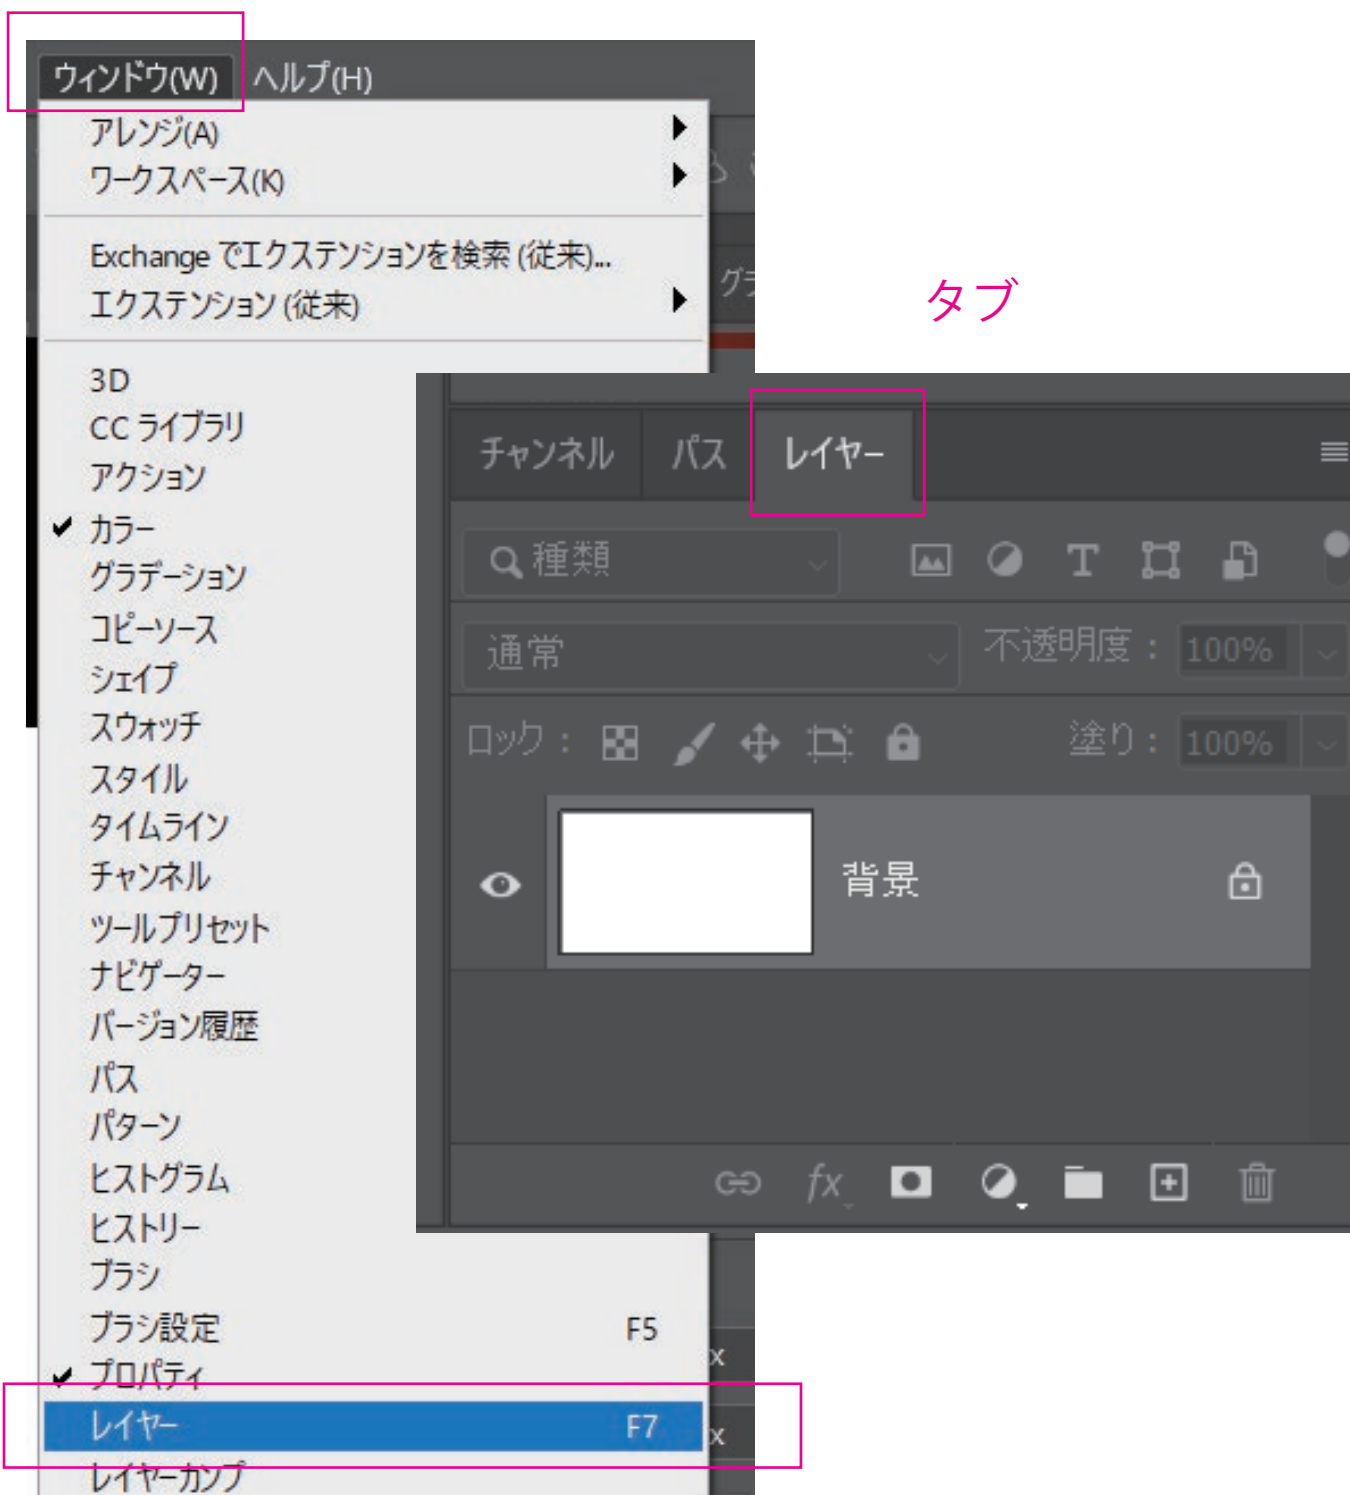 ウィンドウ(W) ヘルプ(H)
アレンジ(A)
ワークスペース(K)
Exchange でエクステンションを検索 (従来)...
エクステンション (従来)
グラ
タブ
3D
CC ライブラリ
アクション
カラー
グラデーション
コピーソース
シェイプ
スウォッチ
スタイル
タイムライン
チャンネル
ツールプリセット
ナビゲーター
バージョン履歴
パス
パターン
ヒストグラム
ヒストリー
ブラシ
ブラシ設定 F5
プロパティ
レイヤー F7
レイヤーカンプ
x
x
チャンネル パス レイヤー
種類
T
通常 不透明度： 100%
ロック： 塗り： 100%
背景
fx